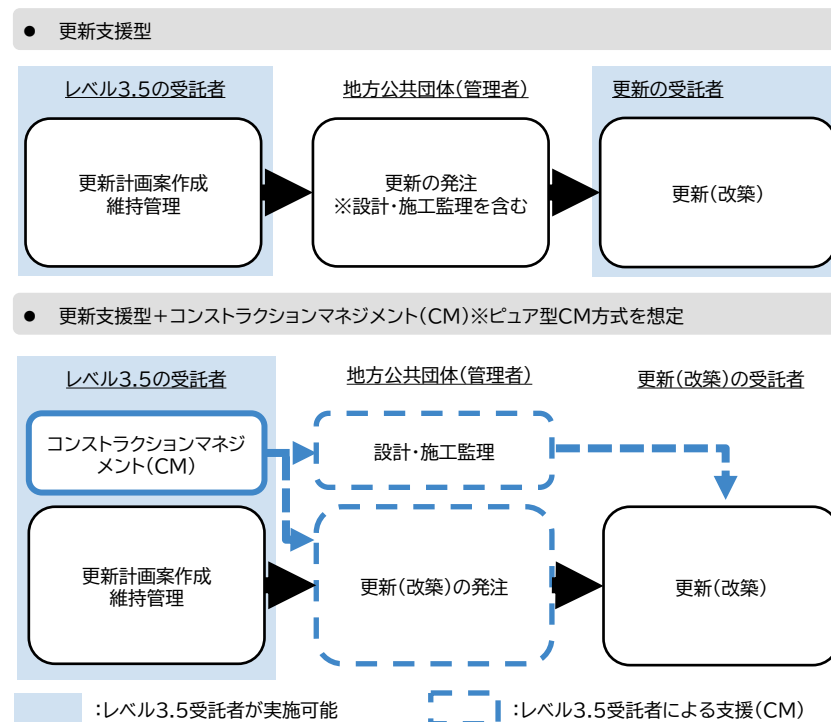 ● 更新支援型
レベル3.5の受託者
地方公共団体(管理者)
更新の受託者
更新計画案作成
維持管理
更新の発注
※設計・施工監理を含む
更新(改築)
● 更新支援型+コンストラクションマネジメント(CM)※ピュア型CM方式を想定
レベル3.5の受託者
地方公共団体(管理者)
更新(改築)の受託者
コンストラクションマネジ
メント(CM)
設計・施工監理
更新計画案作成
維持管理
更新(改築)の発注
更新(改築)
:レベル3.5受託者が実施可能
:レベル3.5受託者による支援(CM)